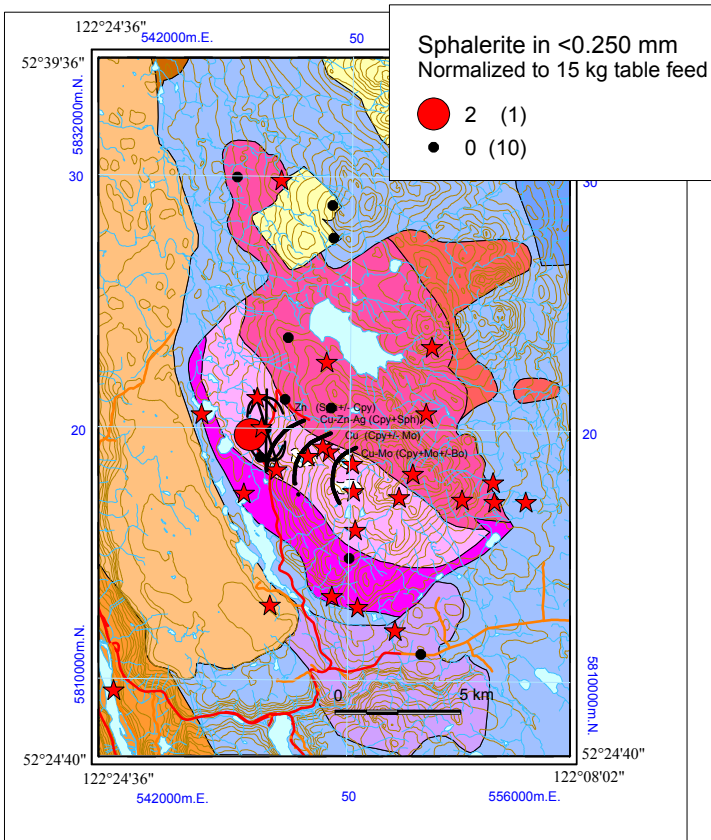 122°24'36"
542000m.E.
50
Sphalerite in <0.250 mm
Normalized to 15 kg table feed
2 (1)
0 (10)
52°39'36"
5832000m.N.
30
30
Zn (Sph+/- Cpy)
Cu-Zn-Ag (Cpy+Sph)
Cu (Cpy+/- Mo)
Cu-Mo (Cpy+Mo+/-Bo)
20
20
5810000m.N.
5810000m.N.
0
5 km
52°24'40"
52°24'40"
122°24'36"
122°08'02"
542000m.E.
50
556000m.E.